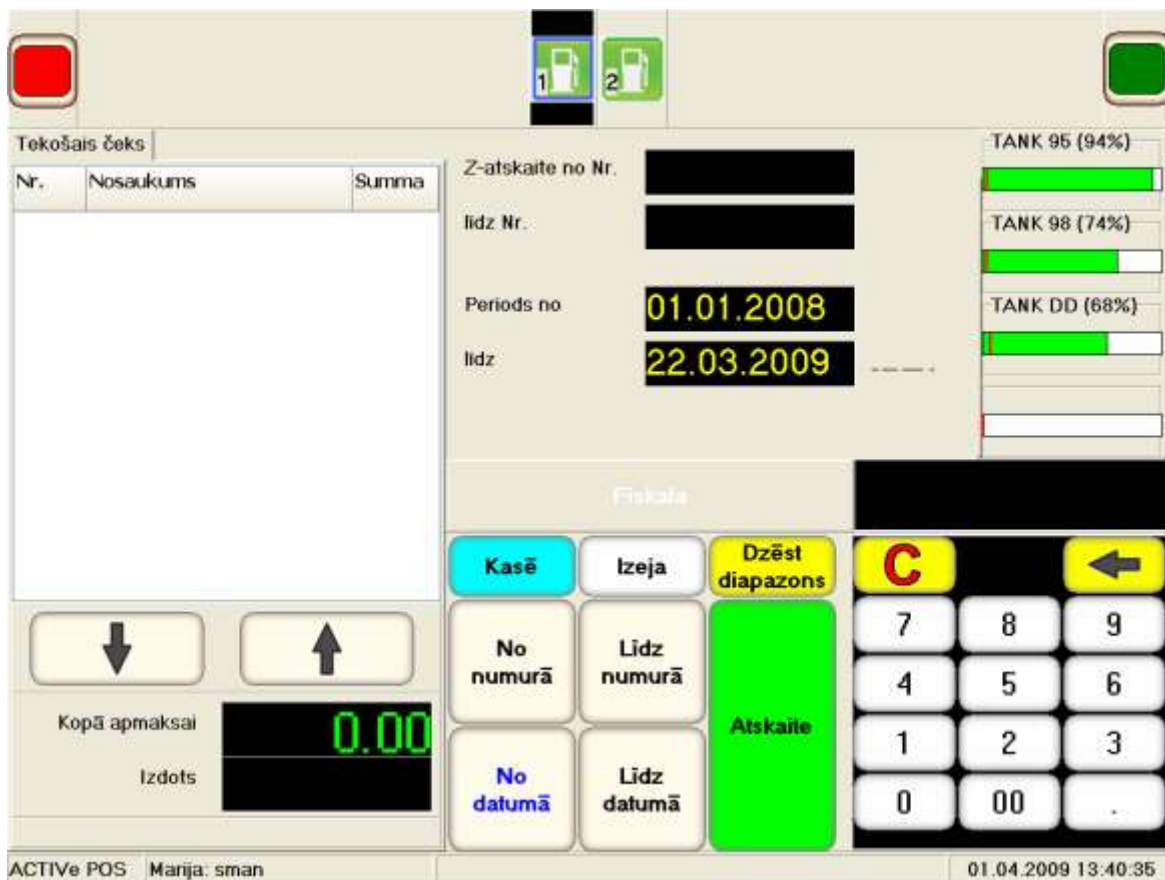 1
2
Tekošais čeks
Nr. Nosaukums Summa
Z-atskaite no Nr.
līdz Nr.
Periods no 01.01.2008
līdz 22.03.2009
TANK 95 (94%)
TANK 98 (74%)
TANK DD (68%)
Fiskāla
Kasē Izeja Dzēst
diapazons
No
numurā
Līdz
numurā
No
datumā
Līdz
datumā
Atskaite
C
7 8 9
4 5 6
1 2 3
0 00 .
Kopā apmaksai 0.00
Izdots
ACTIVe POS Marija: sman 01.04.2009 13:40:35